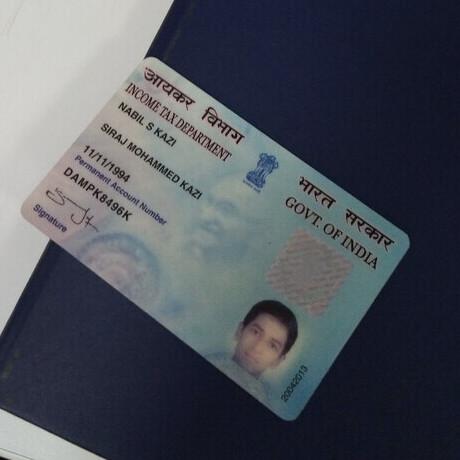 आयकर विभाग
INCOME TAX DEPARTMENT
भारत सरकार
GOVT. OF INDIA
NABIL S KAZI
SIRAJ MOHAMMED KAZI
11/11/1994
Permanent Account Number
DAMPK8496K
Signature
20042013